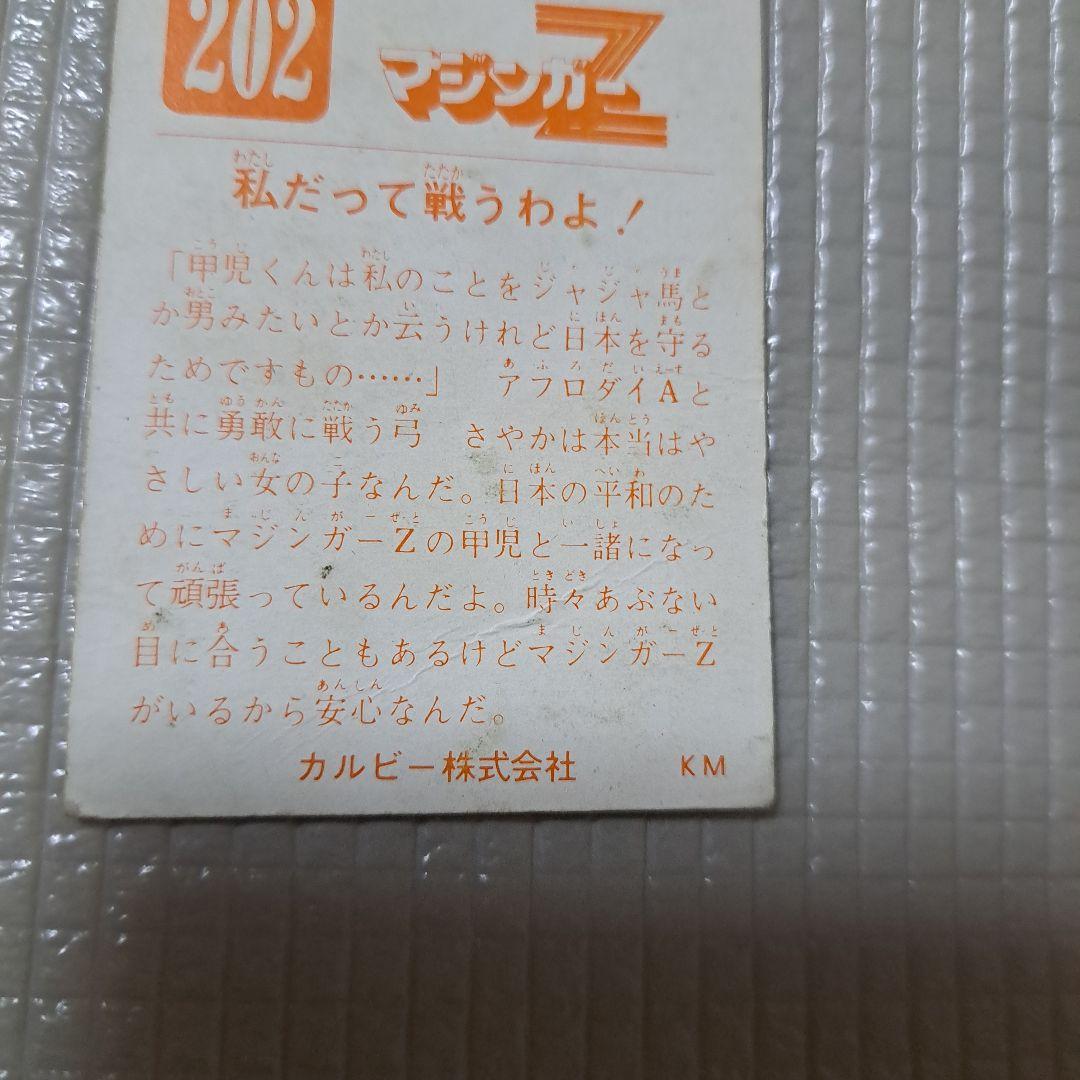 202
マジンガーZ
私だって戦うわよ！
「甲児くんは私のことをジャジャ馬と
か男みたいとか云うけれど日本を守る
ためですもの……」　アフロダイAと
共に勇敢に戦う弓　さやかは本当はや
さしい女の子なんだ。日本の平和のた
めにマジンガーZの甲児と一諸になっ
て頑張っているんだよ。時々あぶない
目に合うこともあるけどマジンガーZ
がいるから安心なんだ。
カルビー株式会社　KM